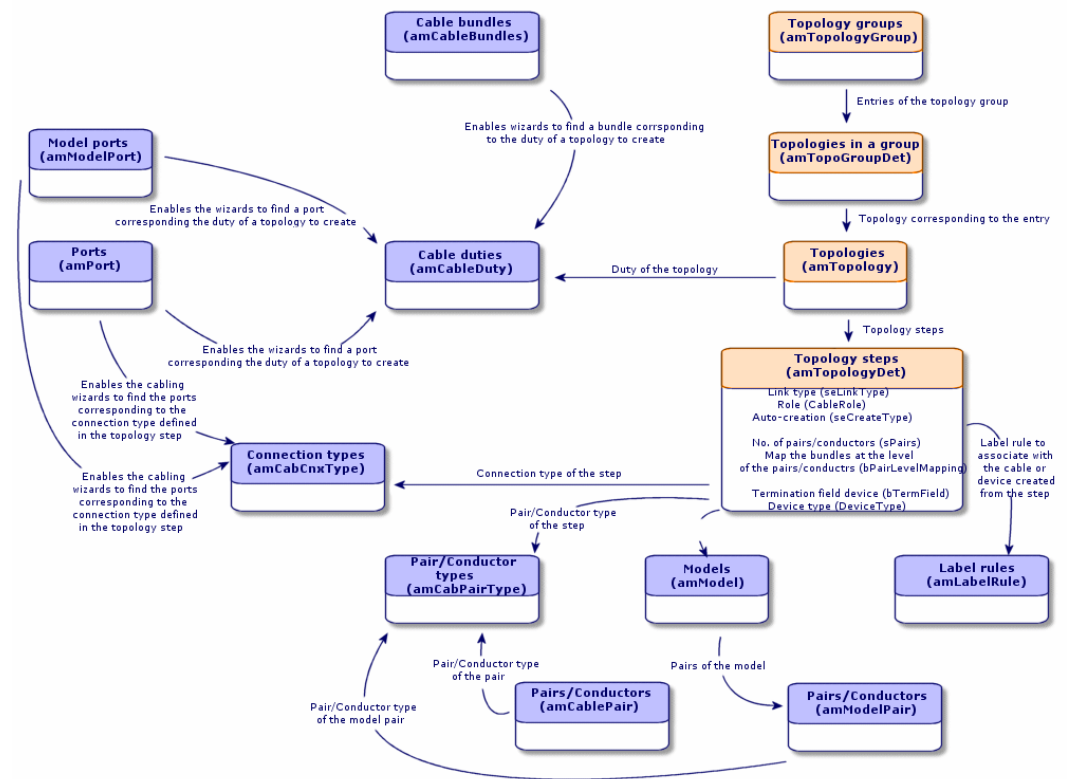 Cable bundles
(amCableBundles)
Topology groups
(amTopologyGroup)
Entries of the topology group
Enables wizards to find a bundle corrsponding
to the duty of a topology to create
Model ports
(amModelPort)
Topologies in a group
(amTopoGroupDet)
Enables the wizards to find a port
corresponding the duty of a topology to create
Topology corresponding to the entry
Ports
(amPort)
Cable duties
(amCableDuty)
Duty of the topology
Topologies
(amTopology)
Topology steps
Enables the wizards to find a port
corresponding the duty of a topology to create
Topology steps
(amTopologyDet)
Link type (seLinkType)
Role (CableRole)
Auto-creation (seCreateType)
No. of pairs/conductors (sPairs)
Map the bundles at the level
of the pairs/conductrs (bPairLevelMapping)
Termination field device (bTermField)
Device type (DeviceType)
Enables the cabling
wizards to find the ports
corresponding to the
connection type defined
in the topology step
Label rule to
associate with
the cable or
device created
from the step
Connection types
(amCabCnxType)
Connection type of the step
Enables the cabling
wizards to find the ports
corresponding to the
connection type defined
in the topology step
Pair/Conductor type
of the step
Pair/Conductor
types
(amCabPairType)
Models
(amModel)
Label rules
(amLabelRule)
Pair/Conductor type
of the pair
Pairs of the model
Pair/Conductor type
of the model pair
Pairs/Conductors
(amCablePair)
Pairs/Conductors
(amModelPair)